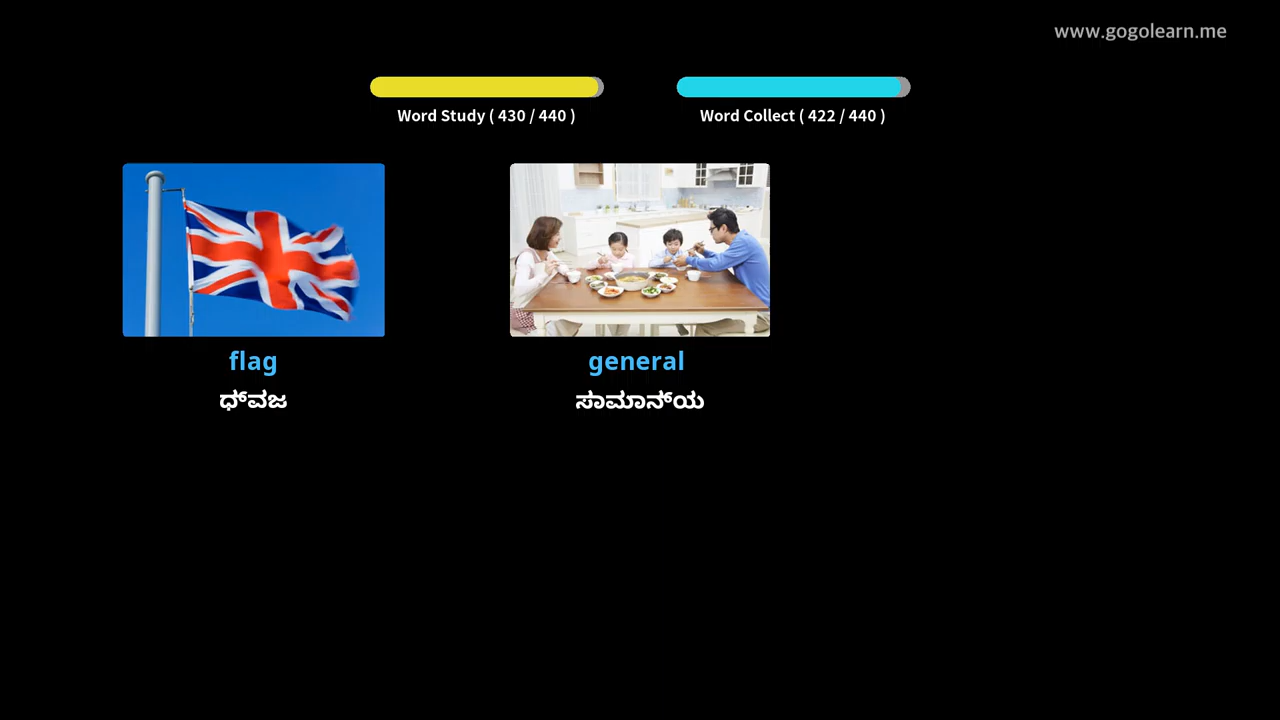 www.gogolearn.me
Word Study ( 430 / 440 )
Word Collect ( 422 / 440 )
flag
general
ಧ್‌ವಜ
ಸಾಮಾನ್‌ಯ